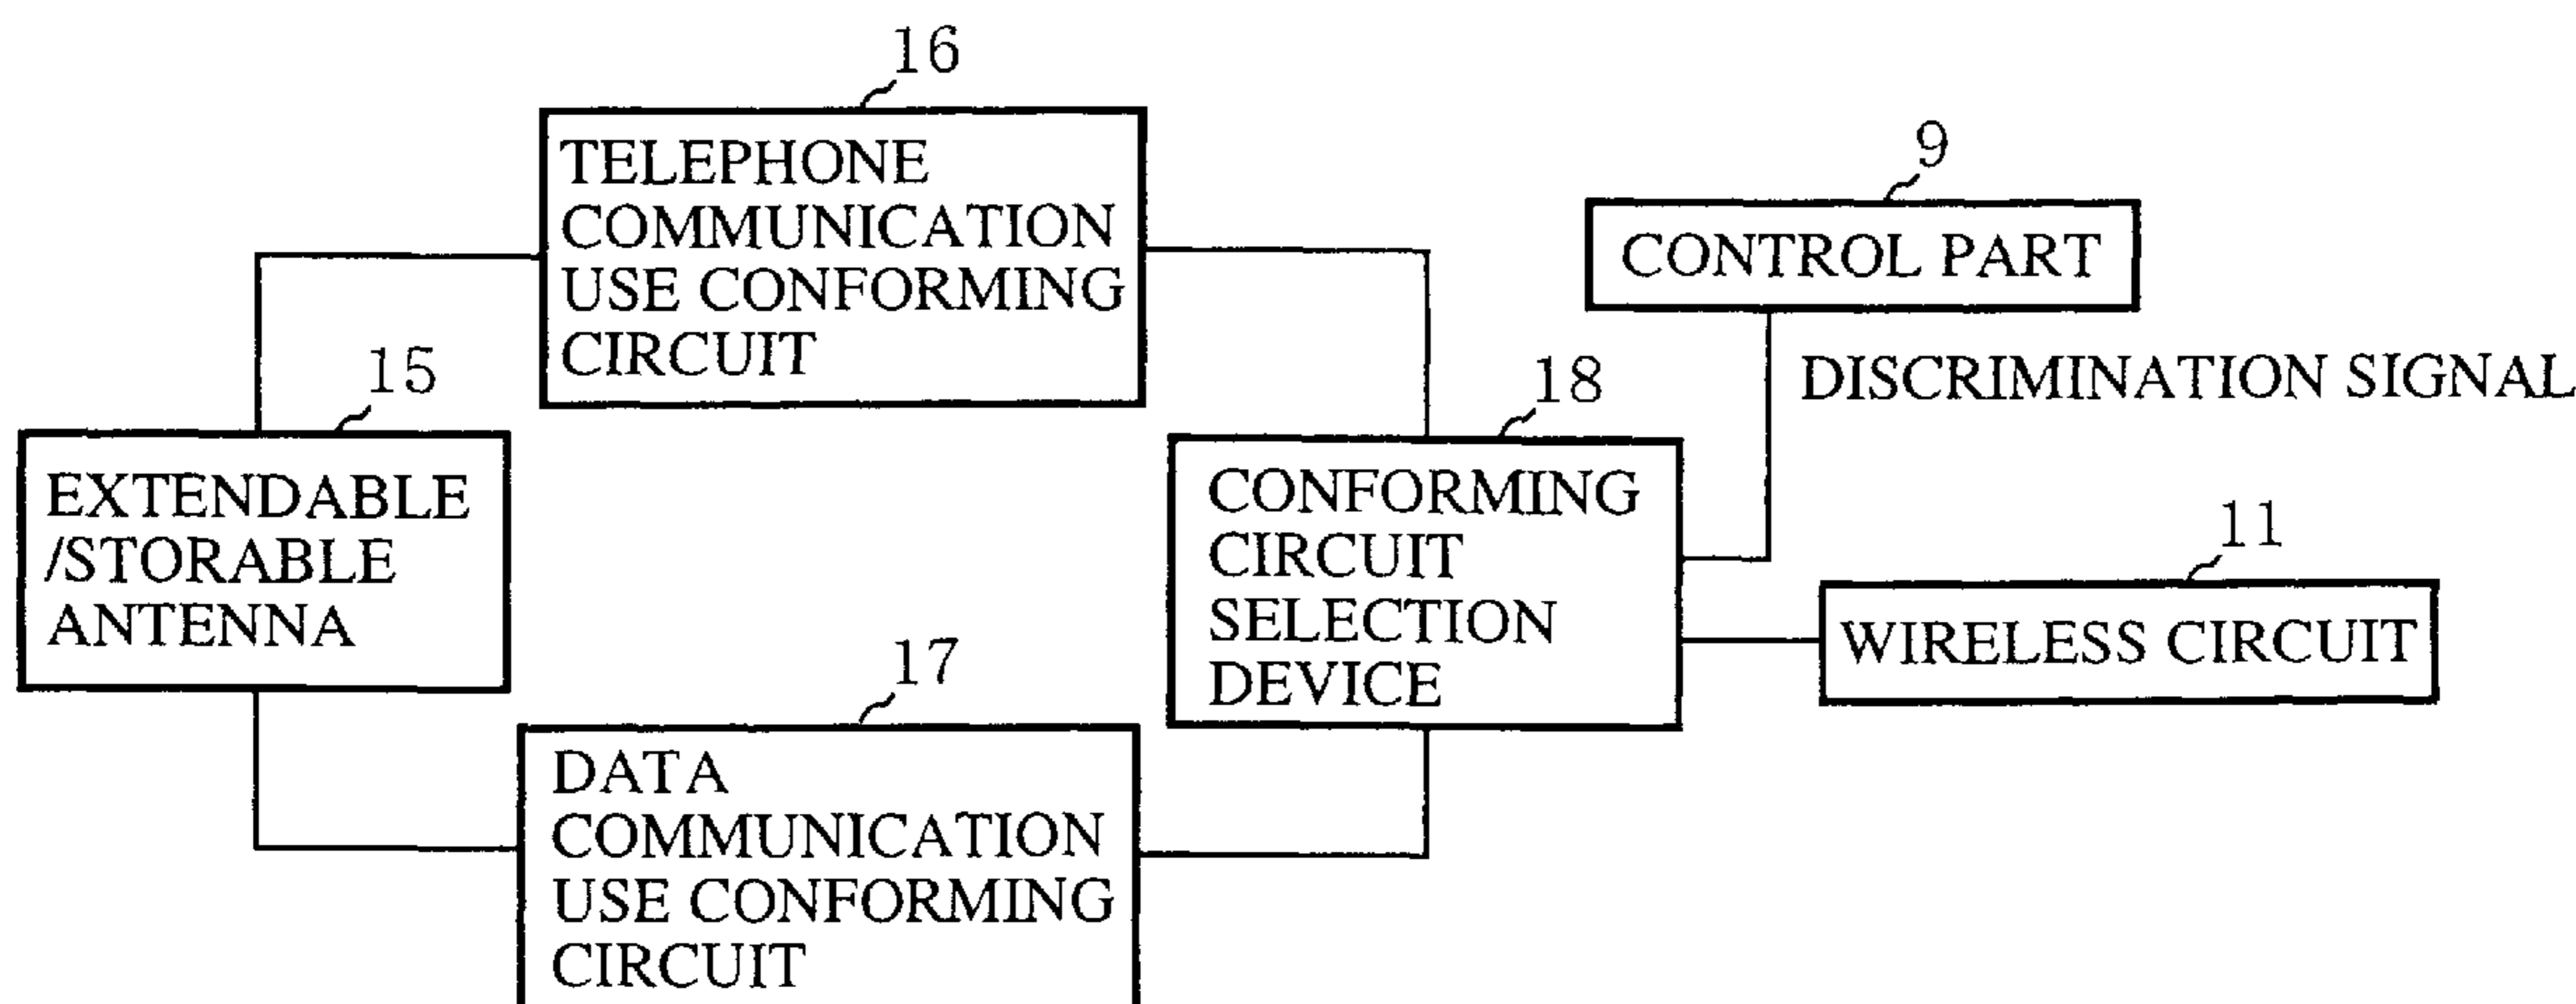 16
TELEPHONE
COMMUNICATION
USE CONFORMING
CIRCUIT
9
CONTROL PART
DISCRIMINATION SIGNAL
15
EXTENDABLE
/STORABLE
ANTENNA
18
CONFORMING
CIRCUIT
SELECTION
DEVICE
11
WIRELESS CIRCUIT
17
DATA
COMMUNICATION
USE CONFORMING
CIRCUIT